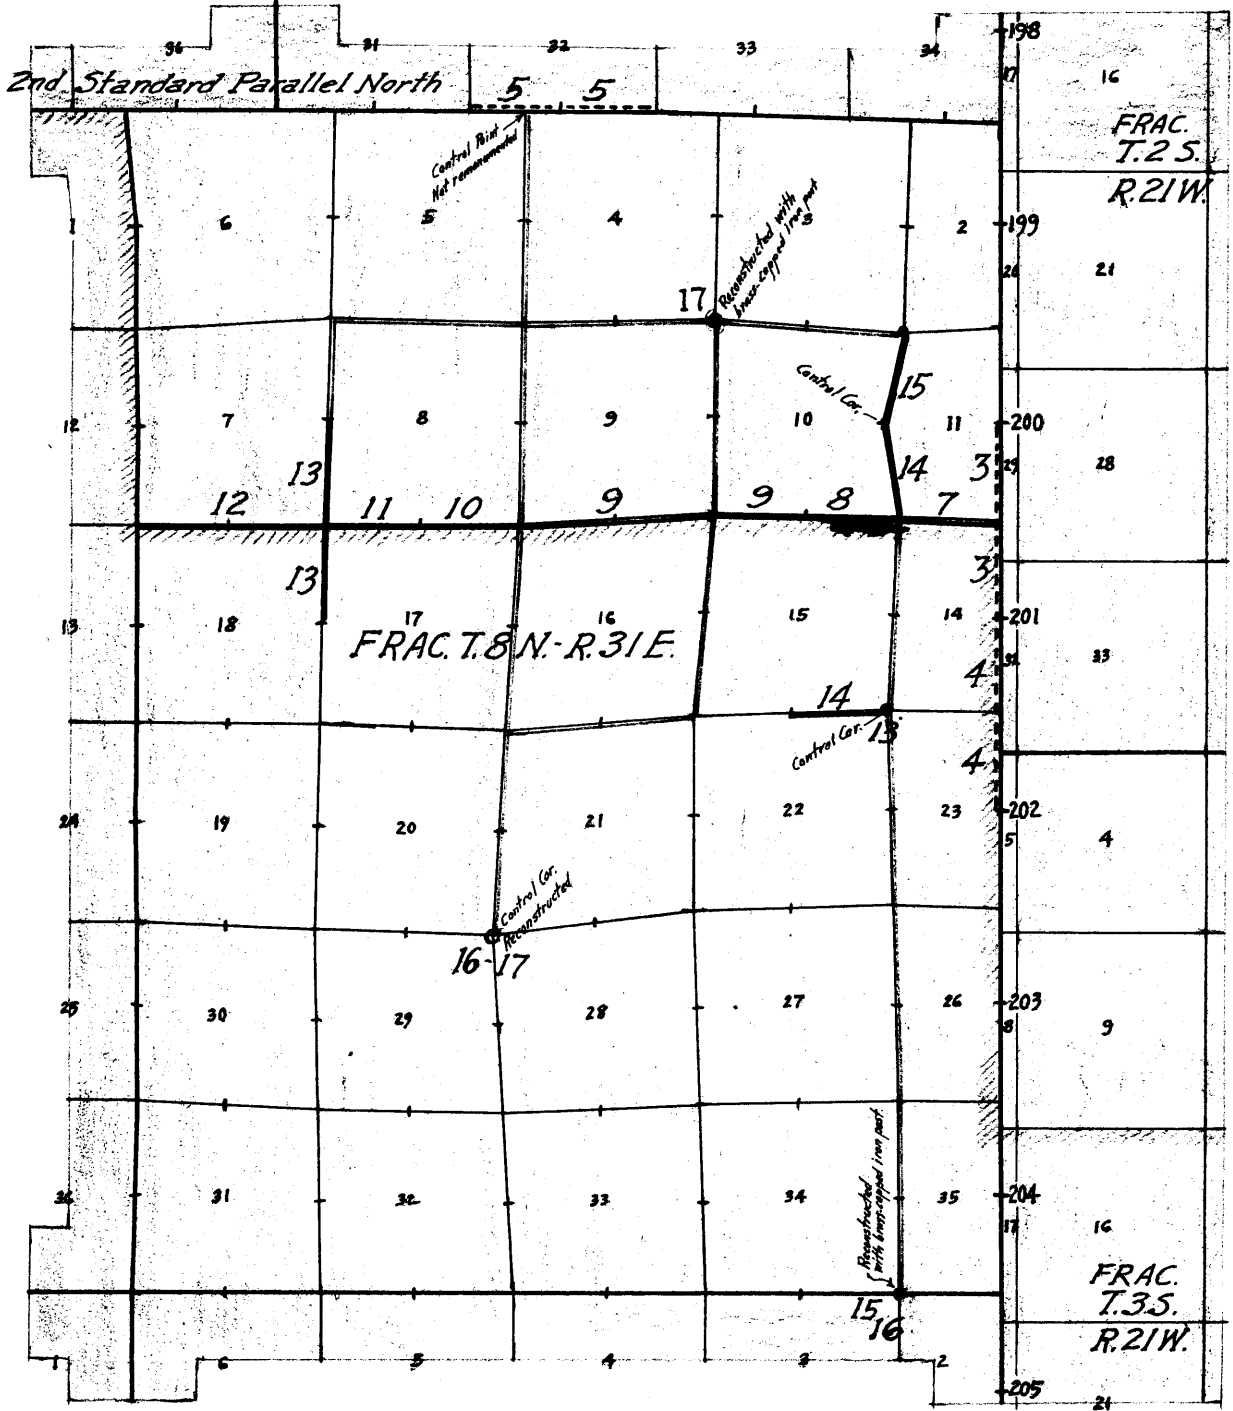 36 31 32 33 34 198
17 16
2nd Standard Parallel North 5 5
FRAC.
T.2 S.
R.21W.
Control Point
Not remonumented
1 6 5 4 3 2 199
20 21
Reconstructed with
brass-capped iron post
17
Control Cor.
15
12 7 8 9 10 11 200
13 14 3 29 28
12 11 10 9 9 8 7
13 3
13 18 17 16 15 14 201
FRAC. T.8 N.-R.31 E.
4 32 33
14
Control Cor. 13
4
24 19 20 21 22 23 202
5 4
Control Cor.
Reconstructed
16-17
25 30 29 28 27 26 203
8 9
Reconstructed
with brass-capped iron post.
36 31 32 33 34 35 204
17 16
FRAC.
T.3S.
R.21W.
15
16
1 6 5 4 3 2
205
21